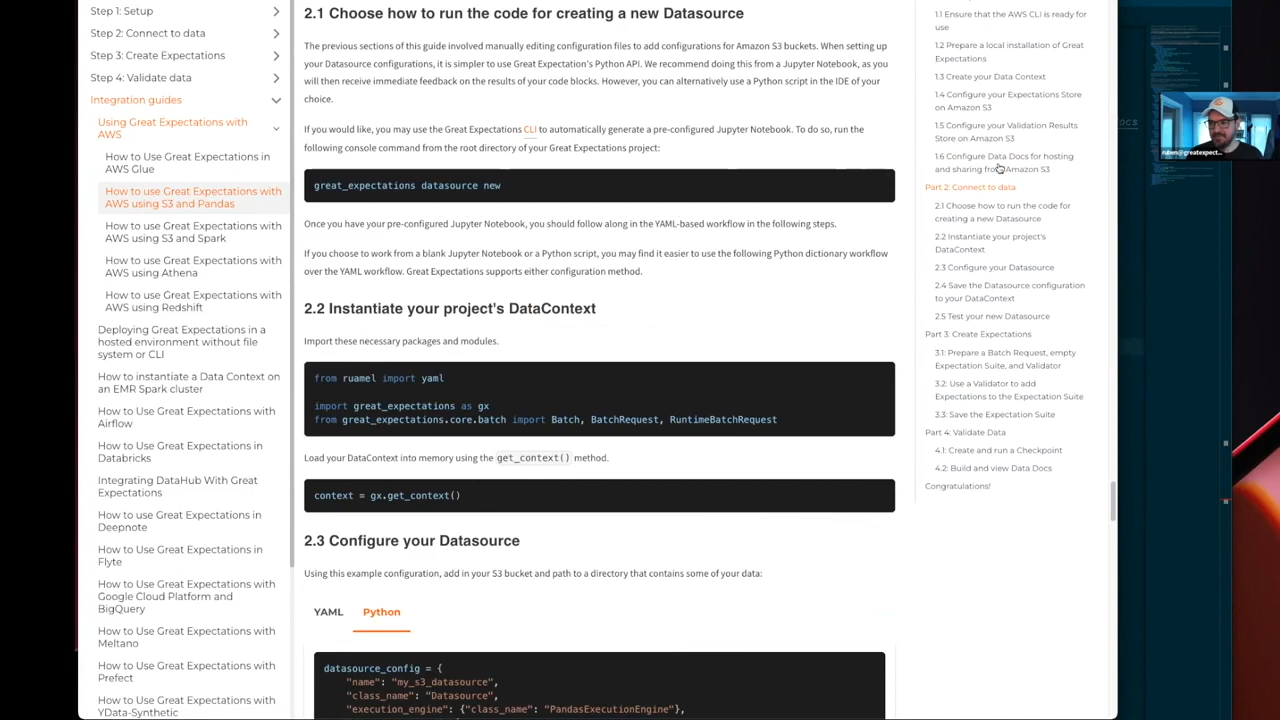 Step 1: Setup
Step 2: Connect to data
Step 3: Create Expectations
Step 4: Validate data
Integration guides
Using Great Expectations with
AWS
How to Use Great Expectations in
AWS Glue
How to use Great Expectations with
AWS using S3 and Pandas
How to use Great Expectations with
AWS using S3 and Spark
How to use Great Expectations with
AWS using Athena
How to use Great Expectations with
AWS using Redshift
Deploying Great Expectations in a
hosted environment without file
system or CLI
How to instantiate a Data Context on
an EMR Spark cluster
How to Use Great Expectations with
Airflow
How to Use Great Expectations in
Databricks
Integrating DataHub With Great
Expectations
How to use Great Expectations in
Deepnote
How to Use Great Expectations in
Flyte
How to Use Great Expectations with
Google Cloud Platform and
BigQuery
How to Use Great Expectations with
Meltano
How to Use Great Expectations with
Prefect
How to Use Great Expectations with
YData-Synthetic
2.1 Choose how to run the code for creating a new Datasource
The previous sections of this guide involved manually editing configuration files to add configurations for Amazon S3 buckets. When setting up
your Datasource configurations, it is simpler to use Great Expectation's Python API. We recommend doing this from a Jupyter Notebook, as you
will then receive immediate feedback on the results of your code blocks. However, you can alternatively use a Python script in the IDE of your
choice.
If you would like, you may use the Great Expectations CLI to automatically generate a pre-configured Jupyter Notebook. To do so, run the
following console command from the root directory of your Great Expectations project:
great_expectations datasource new
Once you have your pre-configured Jupyter Notebook, you should follow along in the YAML-based workflow in the following steps.
If you choose to work from a blank Jupyter Notebook or a Python script, you may find it easier to use the following Python dictionary workflow
over the YAML workflow. Great Expectations supports either configuration method.
2.2 Instantiate your project's DataContext
Import these necessary packages and modules.
from ruamel import yaml
import great_expectations as gx
from great_expectations.core.batch import Batch, BatchRequest, RuntimeBatchRequest
Load your DataContext into memory using the get_context() method.
context = gx.get_context()
2.3 Configure your Datasource
Using this example configuration, add in your S3 bucket and path to a directory that contains some of your data:
YAML Python
datasource_config = {
"name": "my_s3_datasource",
"class_name": "Datasource",
"execution_engine": {"class_name": "PandasExecutionEngine"},
1.1 Ensure that the AWS CLI is ready for
use
1.2 Prepare a local installation of Great
Expectations
1.3 Create your Data Context
1.4 Configure your Expectations Store
on Amazon S3
1.5 Configure your Validation Results
Store on Amazon S3
1.6 Configure Data Docs for hosting
and sharing from Amazon S3
Part 2: Connect to data
2.1 Choose how to run the code for
creating a new Datasource
2.2 Instantiate your project's
DataContext
2.3 Configure your Datasource
2.4 Save the Datasource configuration
to your DataContext
2.5 Test your new Datasource
Part 3: Create Expectations
3.1: Prepare a Batch Request, empty
Expectation Suite, and Validator
3.2: Use a Validator to add
Expectations to the Expectation Suite
3.3: Save the Expectation Suite
Part 4: Validate Data
4.1: Create and run a Checkpoint
4.2: Build and view Data Docs
Congratulations!
ruben@greatexpect...